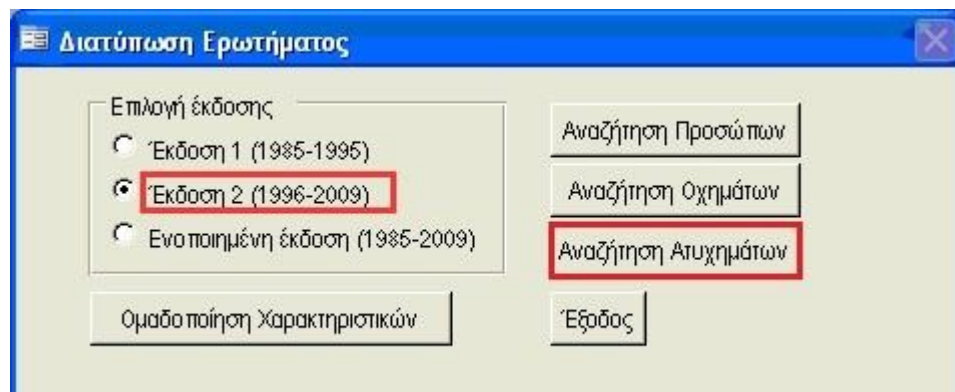 Διατύπωση Ερωτήματος
Επιλογή έκδοσης
Έκδοση 1 (1985-1995)
Έκδοση 2 (1996-2009)
Ενοποιημένη έκδοση (1985-2009)
Αναζήτηση Προσώπων
Αναζήτηση Οχημάτων
Αναζήτηση Ατυχημάτων
Ομαδοποίηση Χαρακτηριστικών
Έξοδος